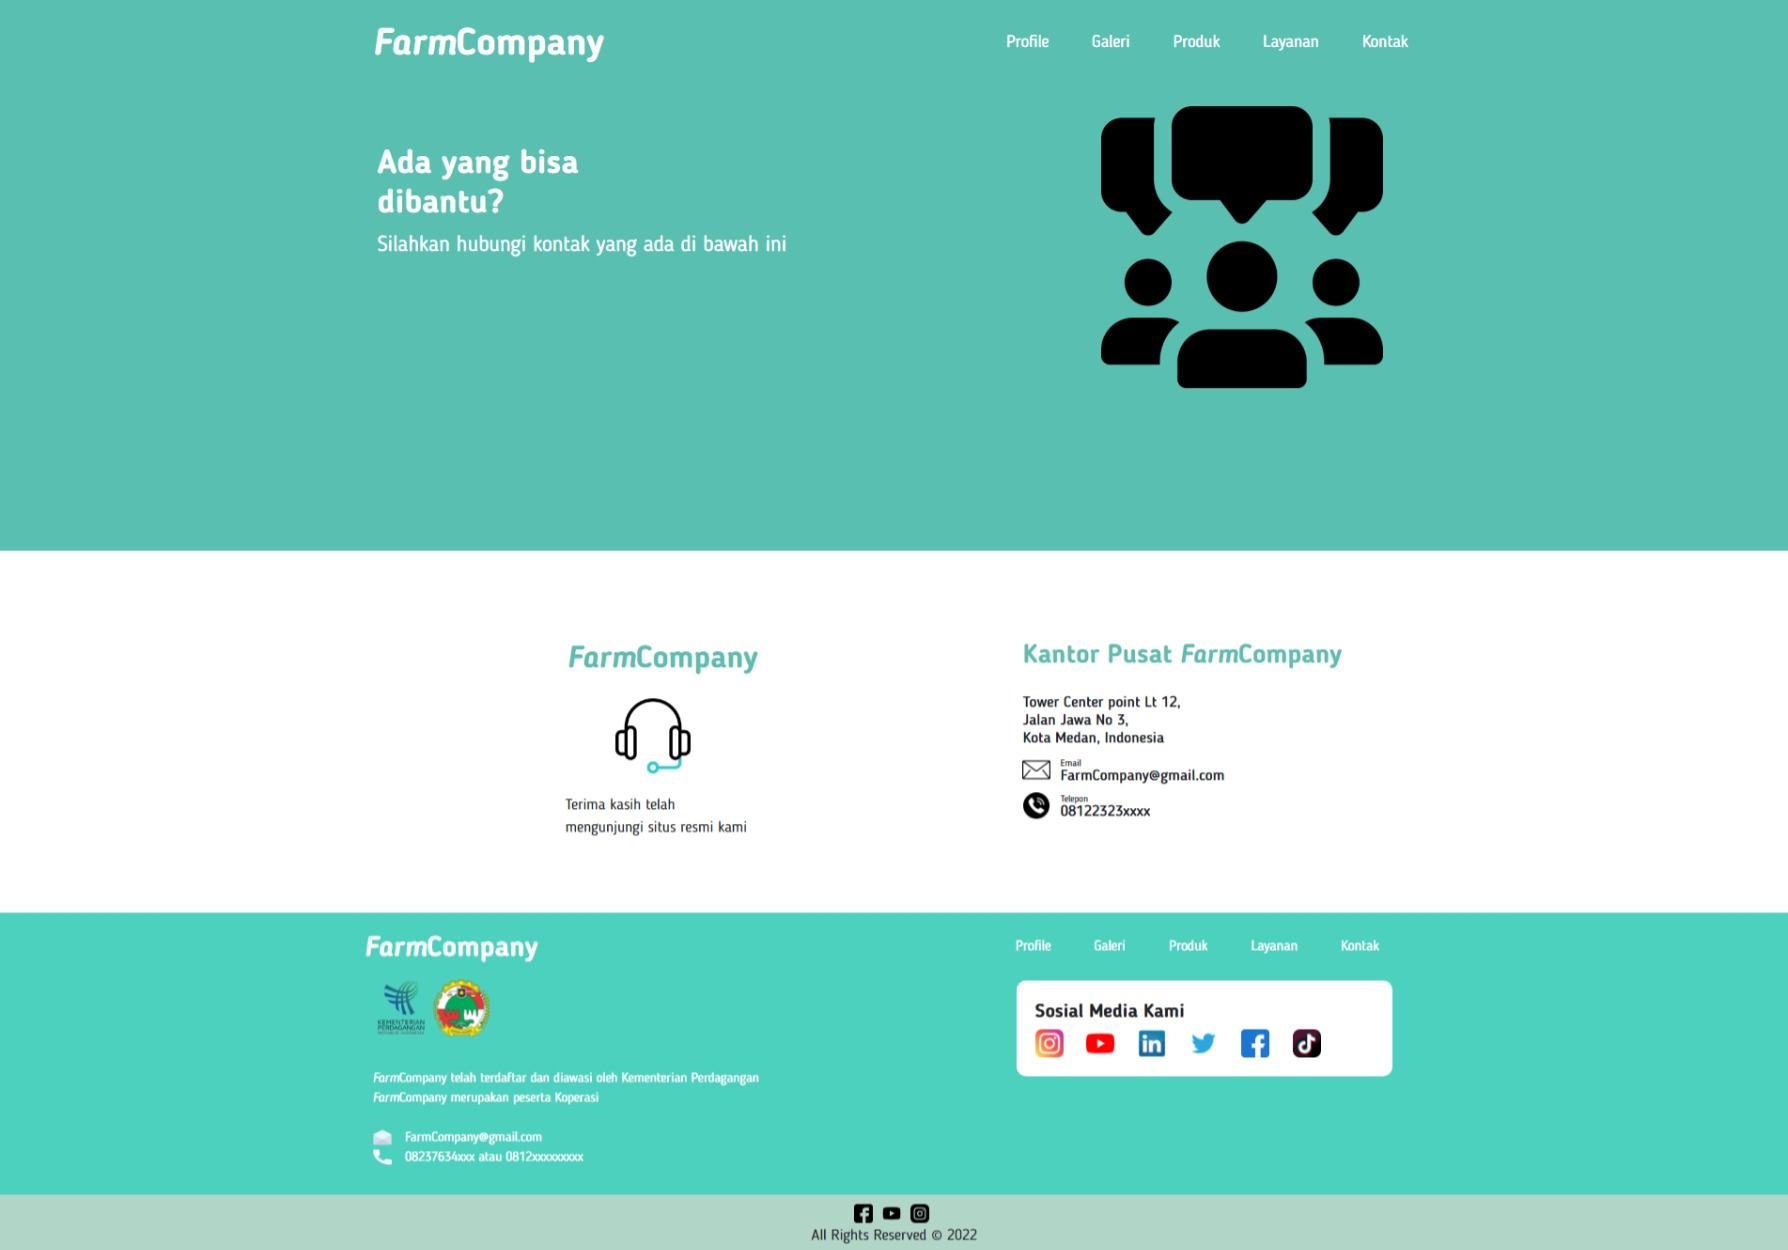 FarmCompany
Profile Galeri Produk Layanan Kontak
Ada yang bisa
dibantu?
Silahkan hubungi kontak yang ada di bawah ini
FarmCompany
Terima kasih telah
mengunjungi situs resmi kami
Kantor Pusat FarmCompany
Tower Center point Lt 12,
Jalan Jawa No 3,
Kota Medan, Indonesia
Email
FarmCompany@gmail.com
Telepon
08122323xxxx
FarmCompany
KEMENTERIAN
PERDAGANGAN
FarmCompany telah terdaftar dan diawasi oleh Kementerian Perdagangan
FarmCompany merupakan peserta Koperasi
FarmCompany@gmail.com
08237634xxx atau 0812xxxxxxxxx
Profile Galeri Produk Layanan Kontak
Sosial Media Kami
All Rights Reserved © 2022